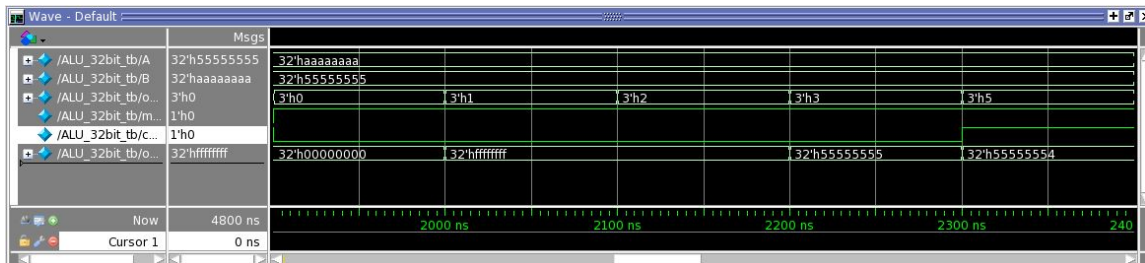 Wave - Default
Msgs
/ALU_32bit_tb/A 32'h55555555 32'haaaaaaaa
/ALU_32bit_tb/B 32'haaaaaaaa 32'h55555555
/ALU_32bit_tb/o... 3'h0 3'h0 3'h1 3'h2 3'h3 3'h5
/ALU_32bit_tb/m... 1'h0
/ALU_32bit_tb/c... 1'h0
/ALU_32bit_tb/o... 32'hffffffff 32'h00000000 32'hffffffff 32'h55555555 32'h55555554
Now 4800 ns 2000 ns 2100 ns 2200 ns 2300 ns 240
Cursor 1 0 ns